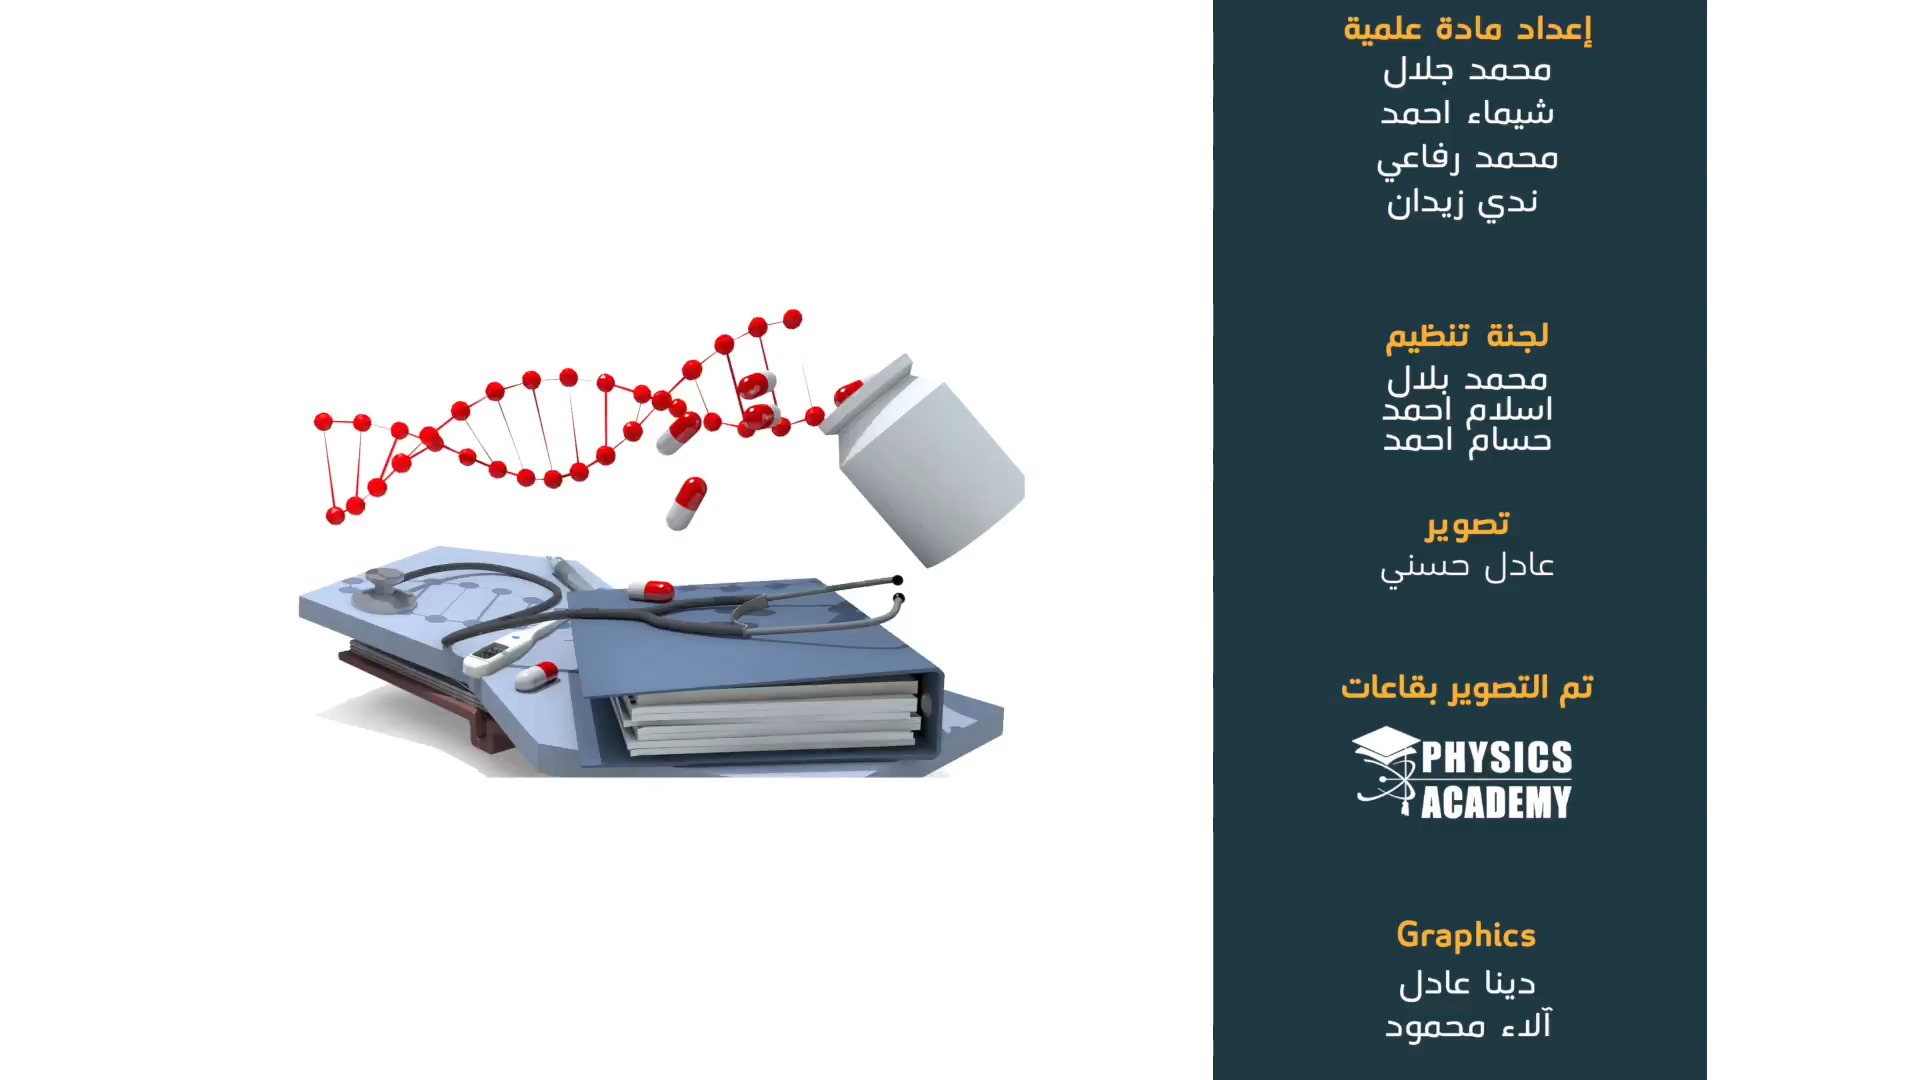 إعداد مادة علمية
محمد جلال
شيماء احمد
محمد رفاعي
ندي زيدان
لجنة تنظيم
محمد بلال
اسلام احمد
حسام احمد
تصوير
عادل حسني
تم التصوير بقاعات
PHYSICS
ACADEMY
Graphics
دينا عادل
آلاء محمود